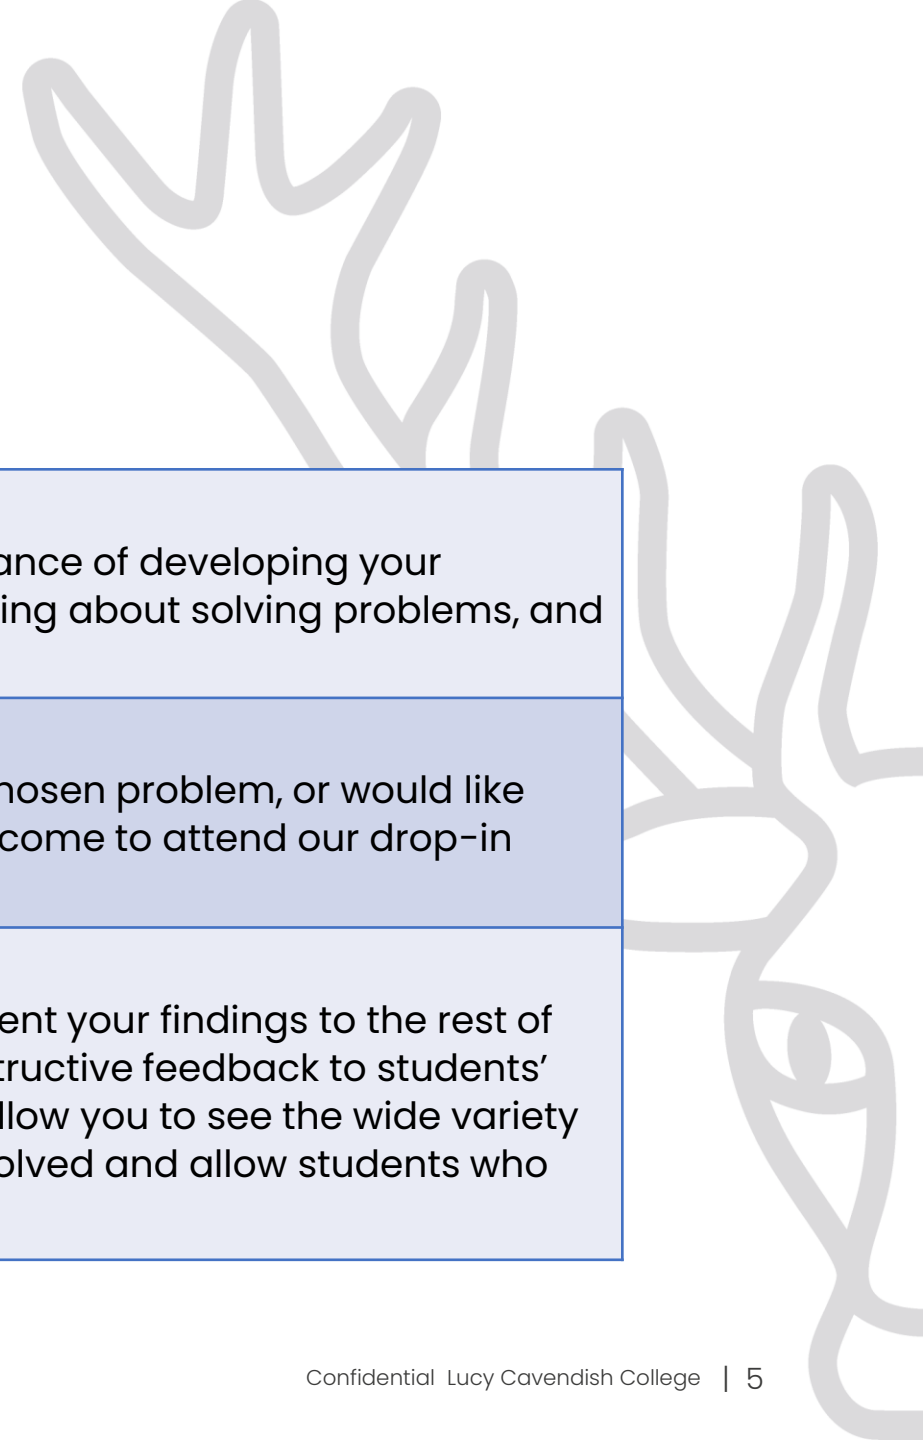 ance of developing your
ing about solving problems, and
hosen problem, or would like
come to attend our drop-in
ent your findings to the rest of
tructive feedback to students’
llow you to see the wide variety
olved and allow students who
Confidential Lucy Cavendish College | 5